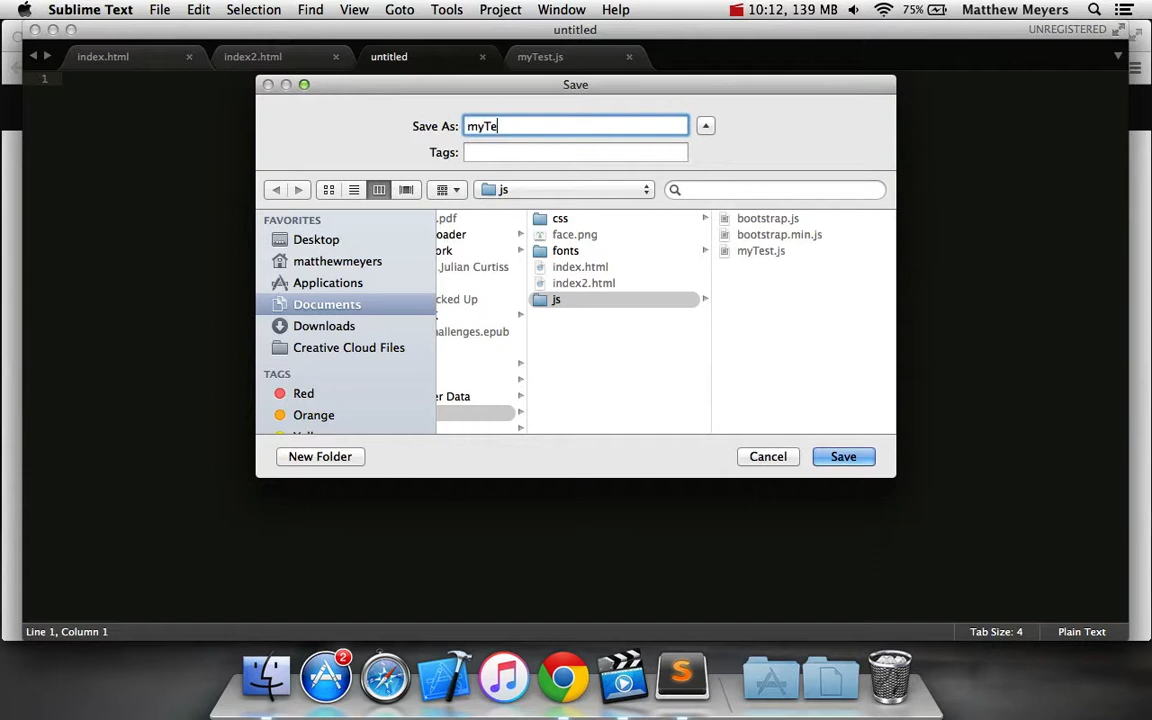 Sublime Text File Edit Selection Find View Goto Tools Project Window Help 10:12, 139 MB 75% Matthew Meyers
untitled UNREGISTERED
index.html index2.html untitled myTest.js
1
Save
Save As: myTe
Tags:
js
FAVORITES
Desktop
matthewmeyers
Applications
Documents
Downloads
Creative Cloud Files
TAGS
Red
Orange
.pdf
oader
ork
.Julian Curtiss
cked Up
allenges.epub
er Data
css
face.png
fonts
index.html
index2.html
js
bootstrap.js
bootstrap.min.js
myTest.js
New Folder Cancel Save
Line 1, Column 1 Tab Size: 4 Plain Text
2